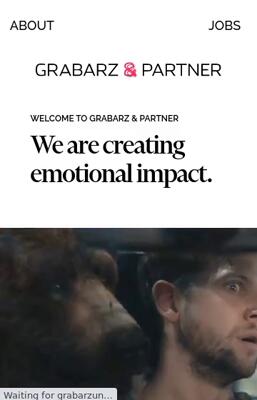 ABOUT
JOBS
GRABARZ & PARTNER
WELCOME TO GRABARZ & PARTNER
We are creating
emotional impact.
Waiting for grabarzun...